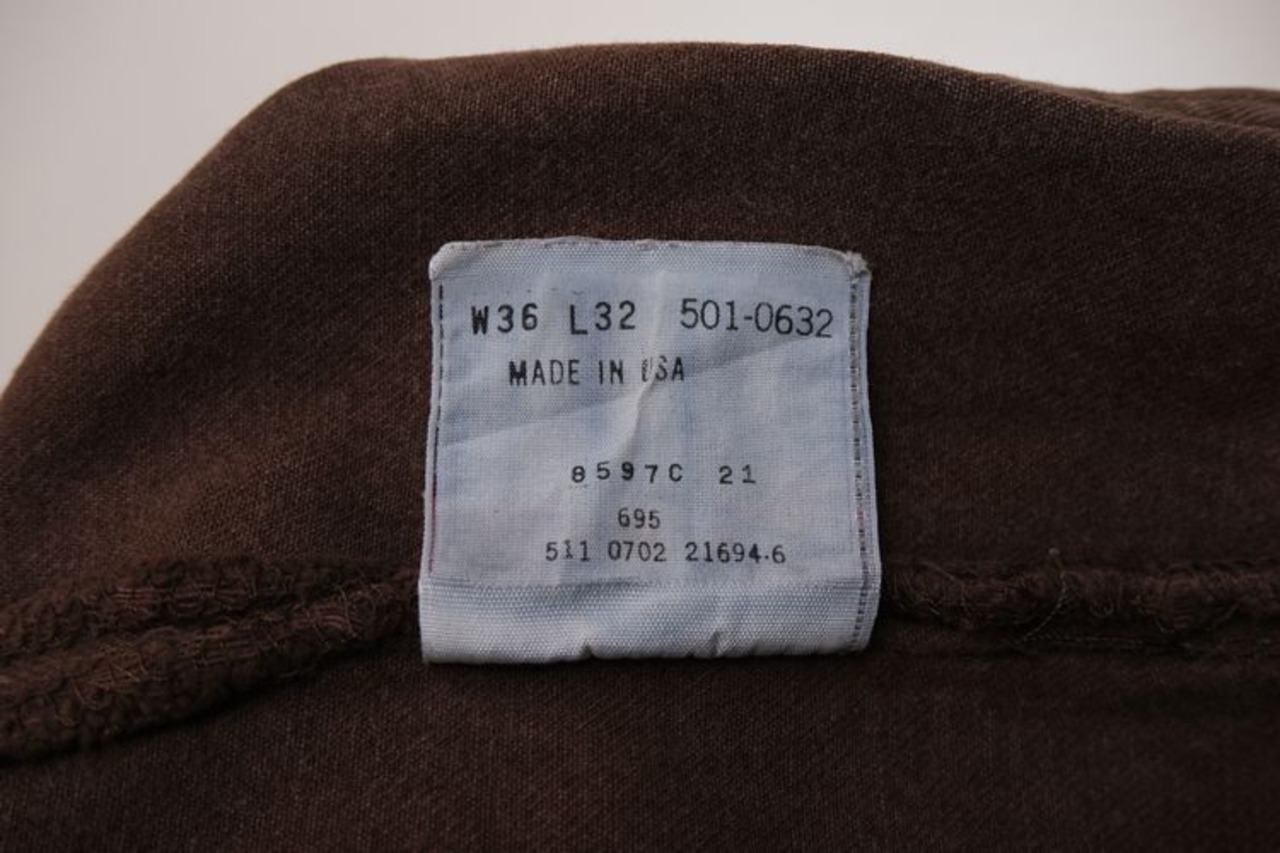 W36 L32 501-0632
MADE IN USA
8597C 21
695
511 0702 21694-6